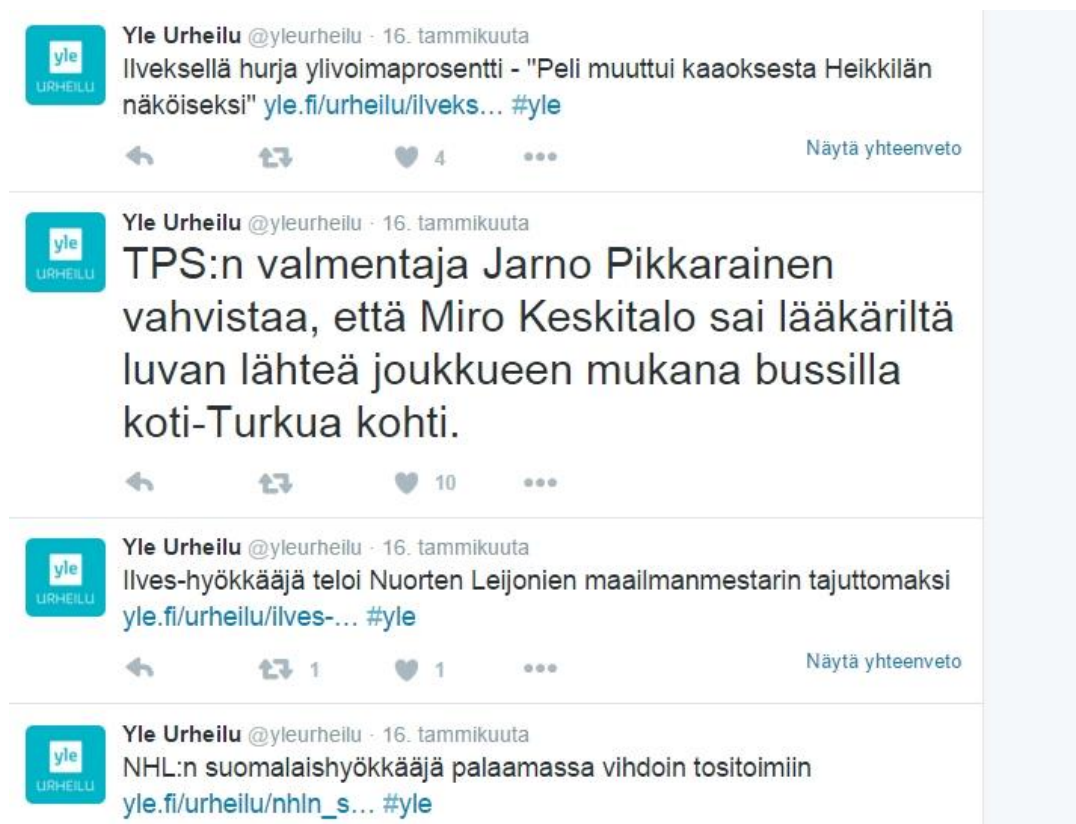 yle
URHEILU
Yle Urheilu @yleurheilu · 16. tammikuuta
Ilveksellä hurja ylivoimaprosentti - "Peli muuttui kaaoksesta Heikkilän
näköiseksi" yle.fi/urheilu/ilveks… #yle
4
Näytä yhteenveto
yle
URHEILU
Yle Urheilu @yleurheilu · 16. tammikuuta
TPS:n valmentaja Jarno Pikkarainen
vahvistaa, että Miro Keskitalo sai lääkäriltä
luvan lähteä joukkueen mukana bussilla
koti-Turkua kohti.
10
yle
URHEILU
Yle Urheilu @yleurheilu · 16. tammikuuta
Ilves-hyökkääjä teloi Nuorten Leijonien maailmanmestarin tajuttomaksi
yle.fi/urheilu/ilves-… #yle
1 1
Näytä yhteenveto
yle
URHEILU
Yle Urheilu @yleurheilu · 16. tammikuuta
NHL:n suomalaishyökkääjä palaamassa vihdoin tositoimiin
yle.fi/urheilu/nhln_s… #yle